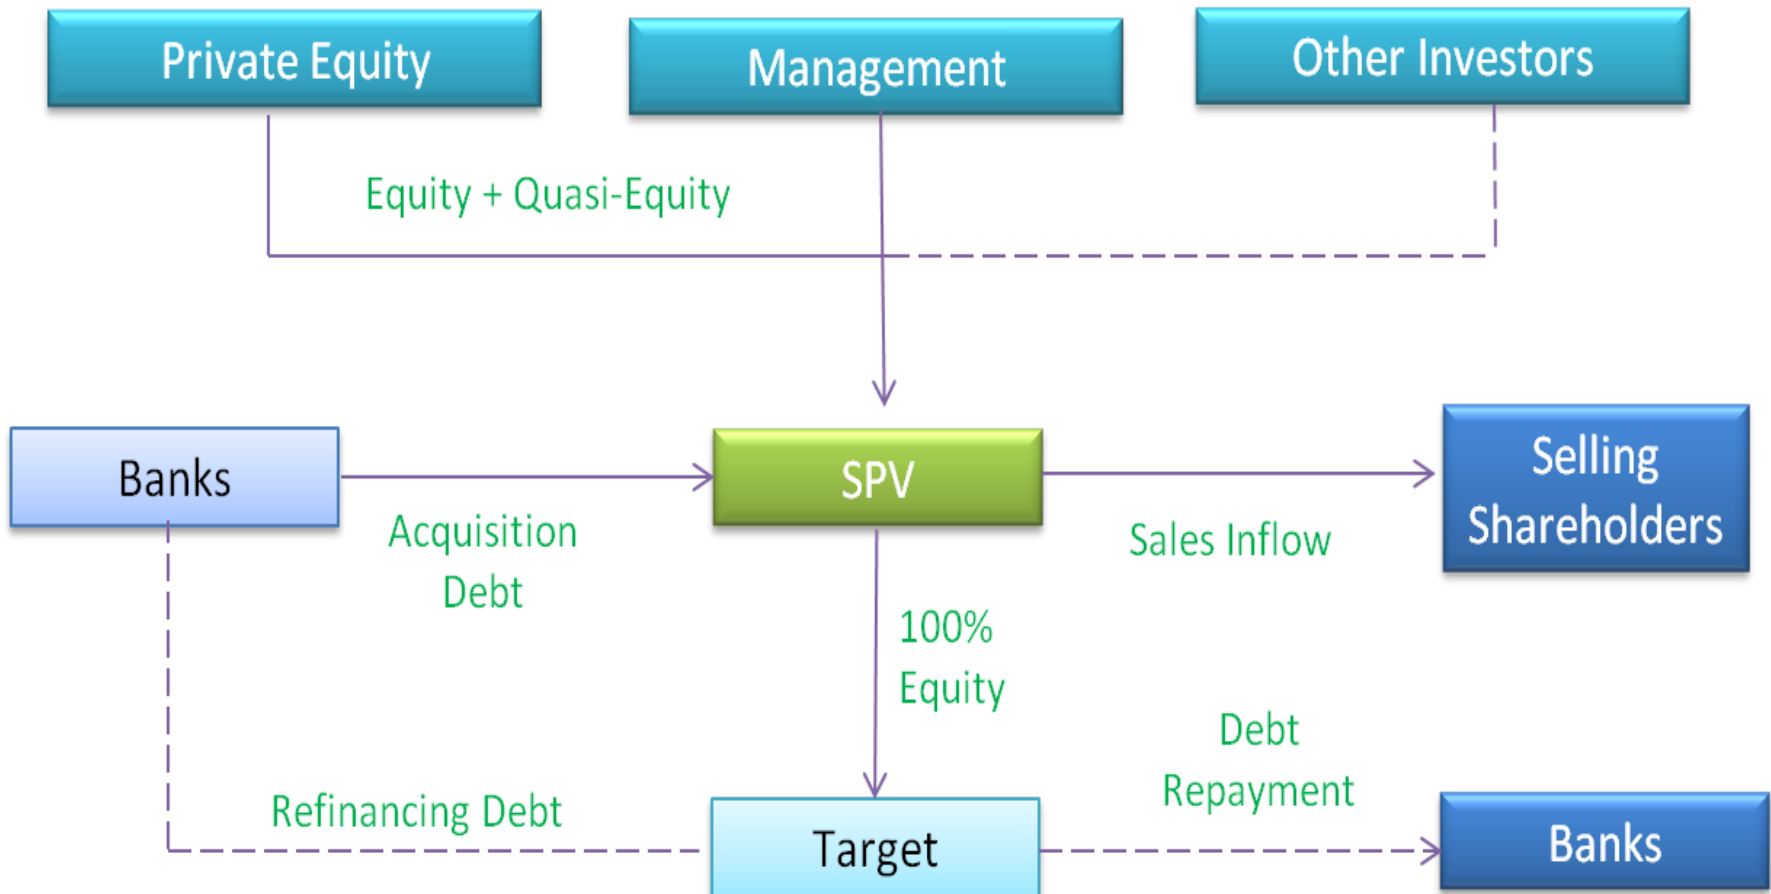 Private Equity
Management
Other Investors
Equity + Quasi-Equity
Banks
Acquisition
Debt
SPV
Sales Inflow
Selling
Shareholders
100%
Equity
Refinancing Debt
Target
Debt
Repayment
Banks